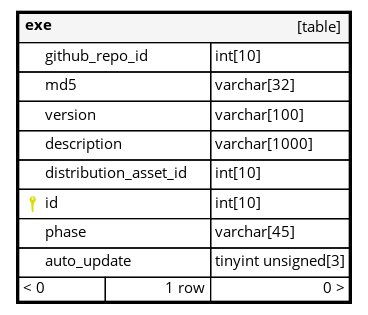 exe [table]
github_repo_id int[10]
md5 varchar[32]
version varchar[100]
description varchar[1000]
distribution_asset_id int[10]
id int[10]
phase varchar[45]
auto_update tinyint unsigned[3]
< 0 1 row 0 >